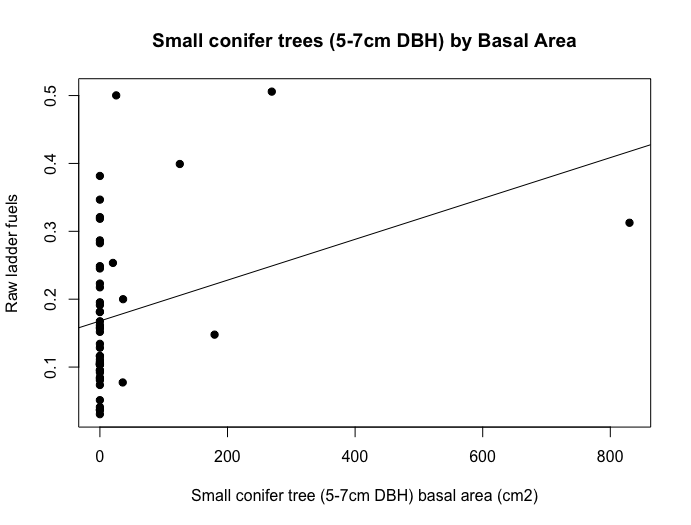 Small conifer trees (5-7cm DBH) by Basal Area
Raw ladder fuels
0.5
0.4
0.3
0.2
0.1
0 200 400 600 800
Small conifer tree (5-7cm DBH) basal area (cm2)